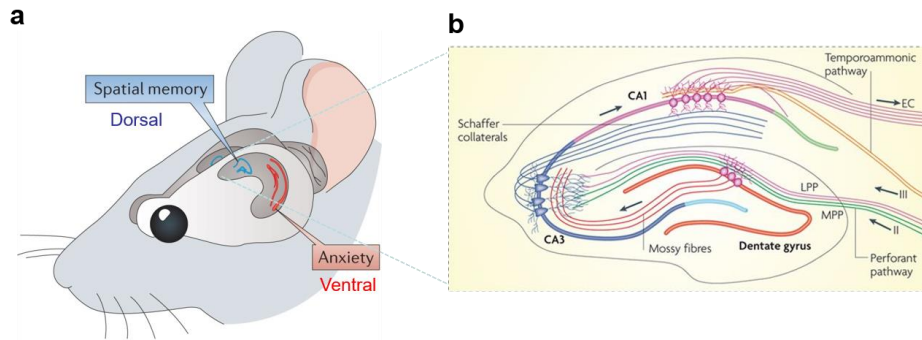 a
Spatial memory
Dorsal
Anxiety
Ventral
b
Temporoammonic
pathway
CA1
EC
Schaffer
collaterals
III
LPP
MPP
II
CA3
Mossy fibres
Dentate gyrus
Perforant
pathway